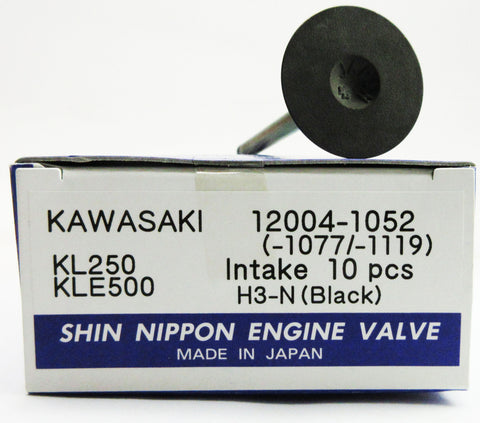 KAWASAKI 12004-1052
(-1077/-1119)
KL250 Intake 10 pcs
KLE500 H3-N (Black)
SHIN NIPPON ENGINE VALVE
MADE IN JAPAN